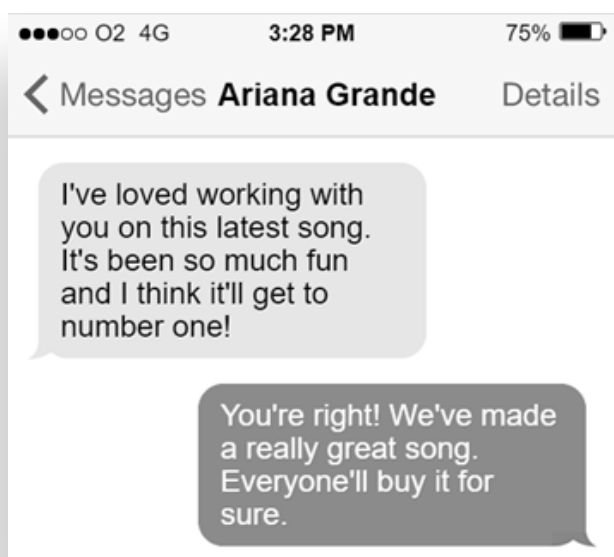 ●●●○○ O2 4G 3:28 PM 75%
Messages Ariana Grande Details
I've loved working with
you on this latest song.
It's been so much fun
and I think it'll get to
number one!
You're right! We've made
a really great song.
Everyone'll buy it for
sure.